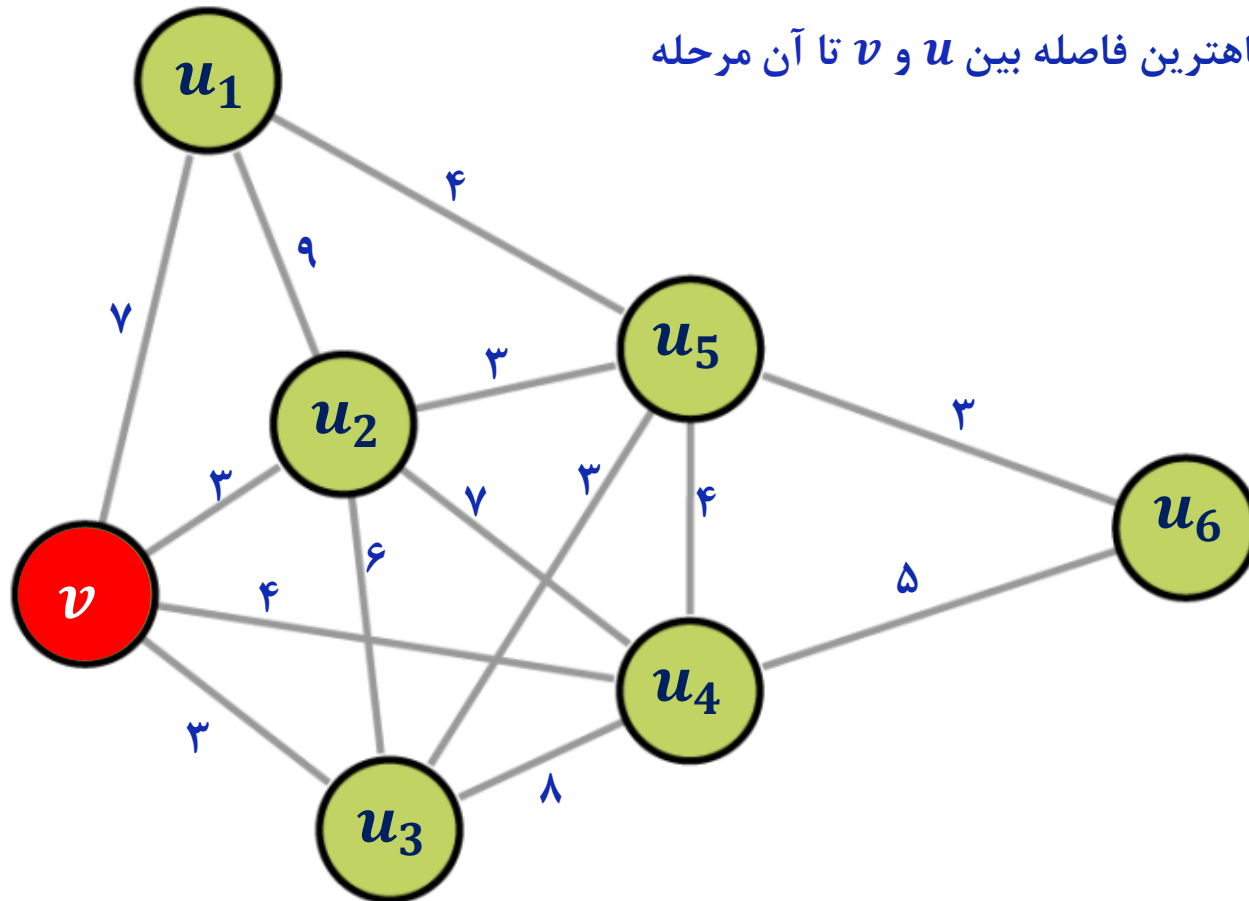 u₁
فاصله بین u و v تا آن مرحله
۴
۹
۷
u₅
۳
u₂
۳
۳
۳
۷
۴
u₆
۶
۴
۵
v
u₄
۳
۸
u₃